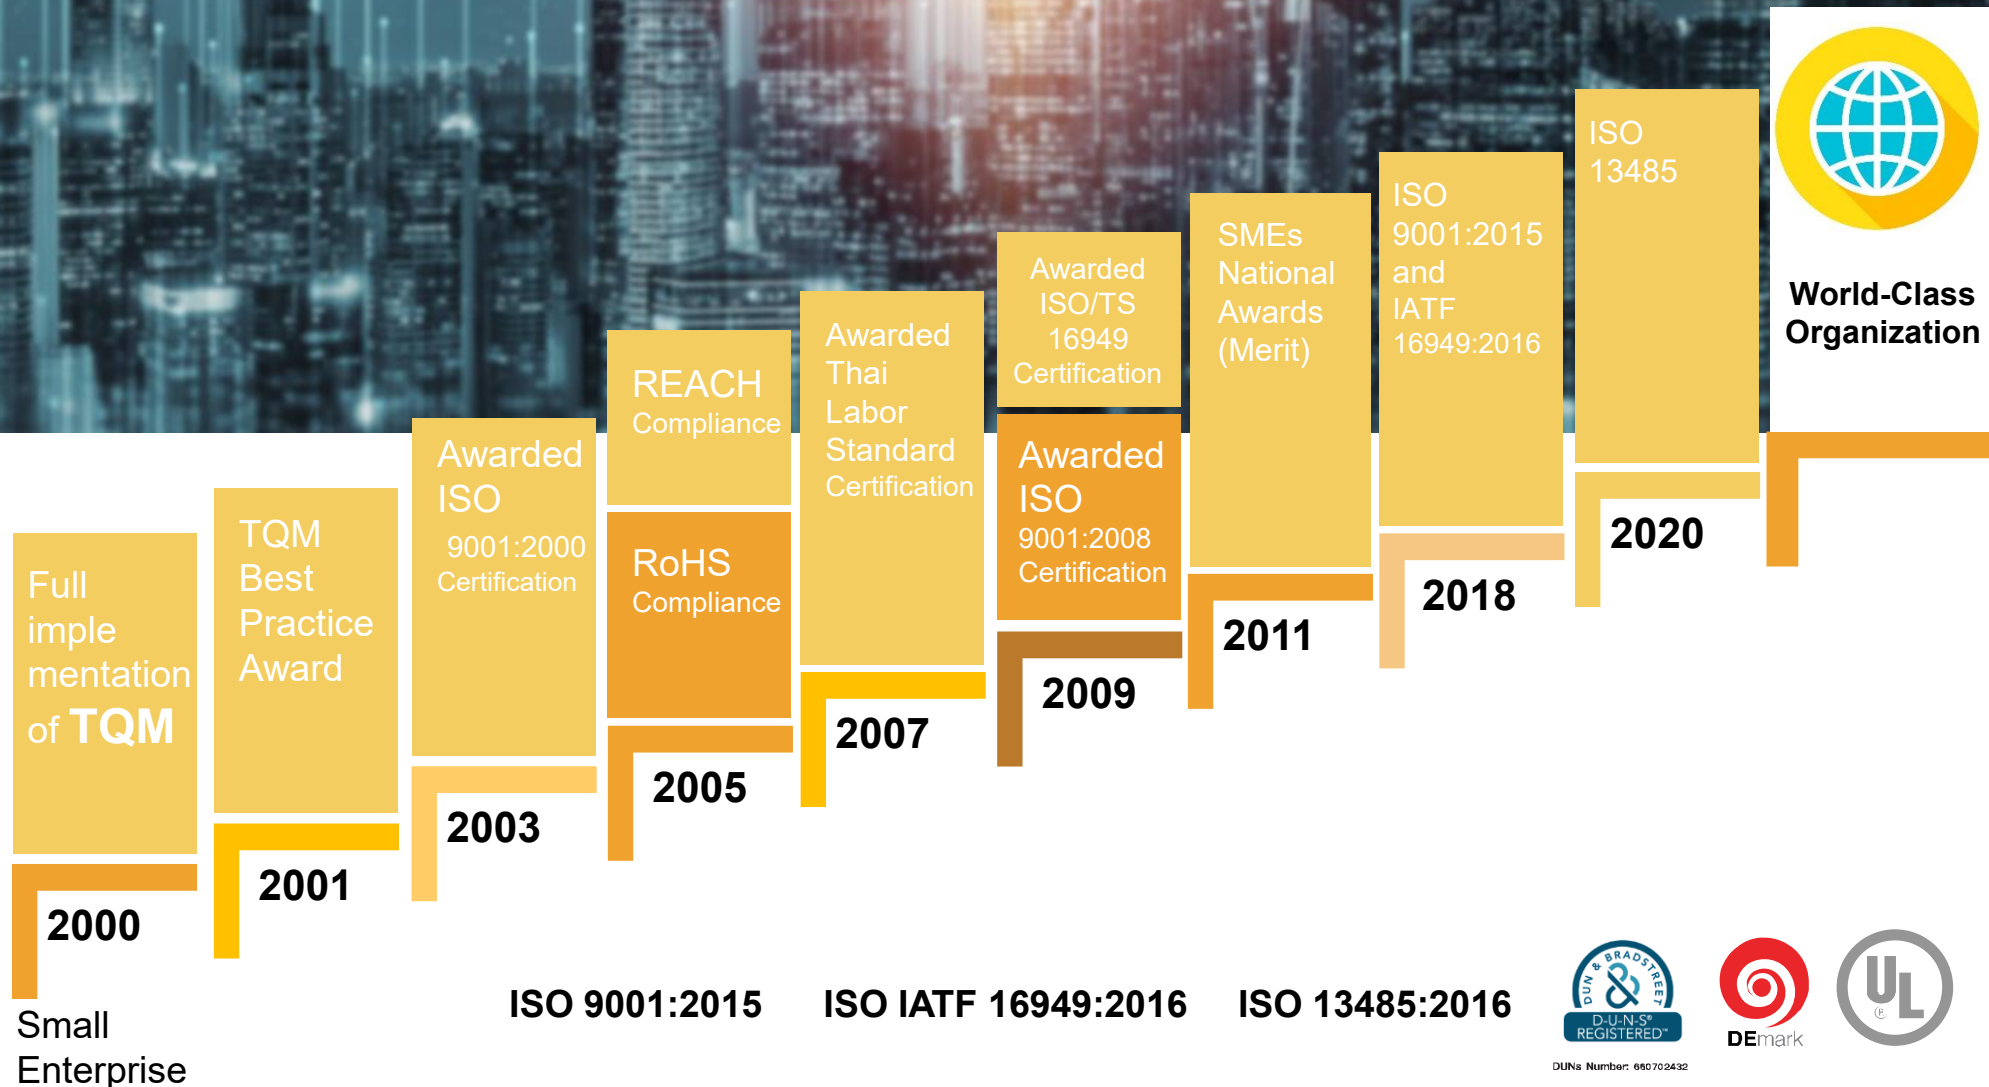 Full
imple
mentation
of TQM
2000
Small
Enterprise
TQM
Best
Practice
Award
2001
Awarded
ISO
9001:2000
Certification
2003
REACH
Compliance
RoHS
Compliance
2005
Awarded
Thai
Labor
Standard
Certification
2007
Awarded
ISO/TS
16949
Certification
Awarded
ISO
9001:2008
Certification
2009
SMEs
National
Awards
(Merit)
2011
ISO
9001:2015
and
IATF
16949:2016
2018
ISO
13485
2020
World-Class
Organization
ISO 9001:2015
ISO IATF 16949:2016
ISO 13485:2016
DUN & BRADSTREET
D-U-N-S®
REGISTERED™
DUNs Number: 660702432
DEmark
UL
®